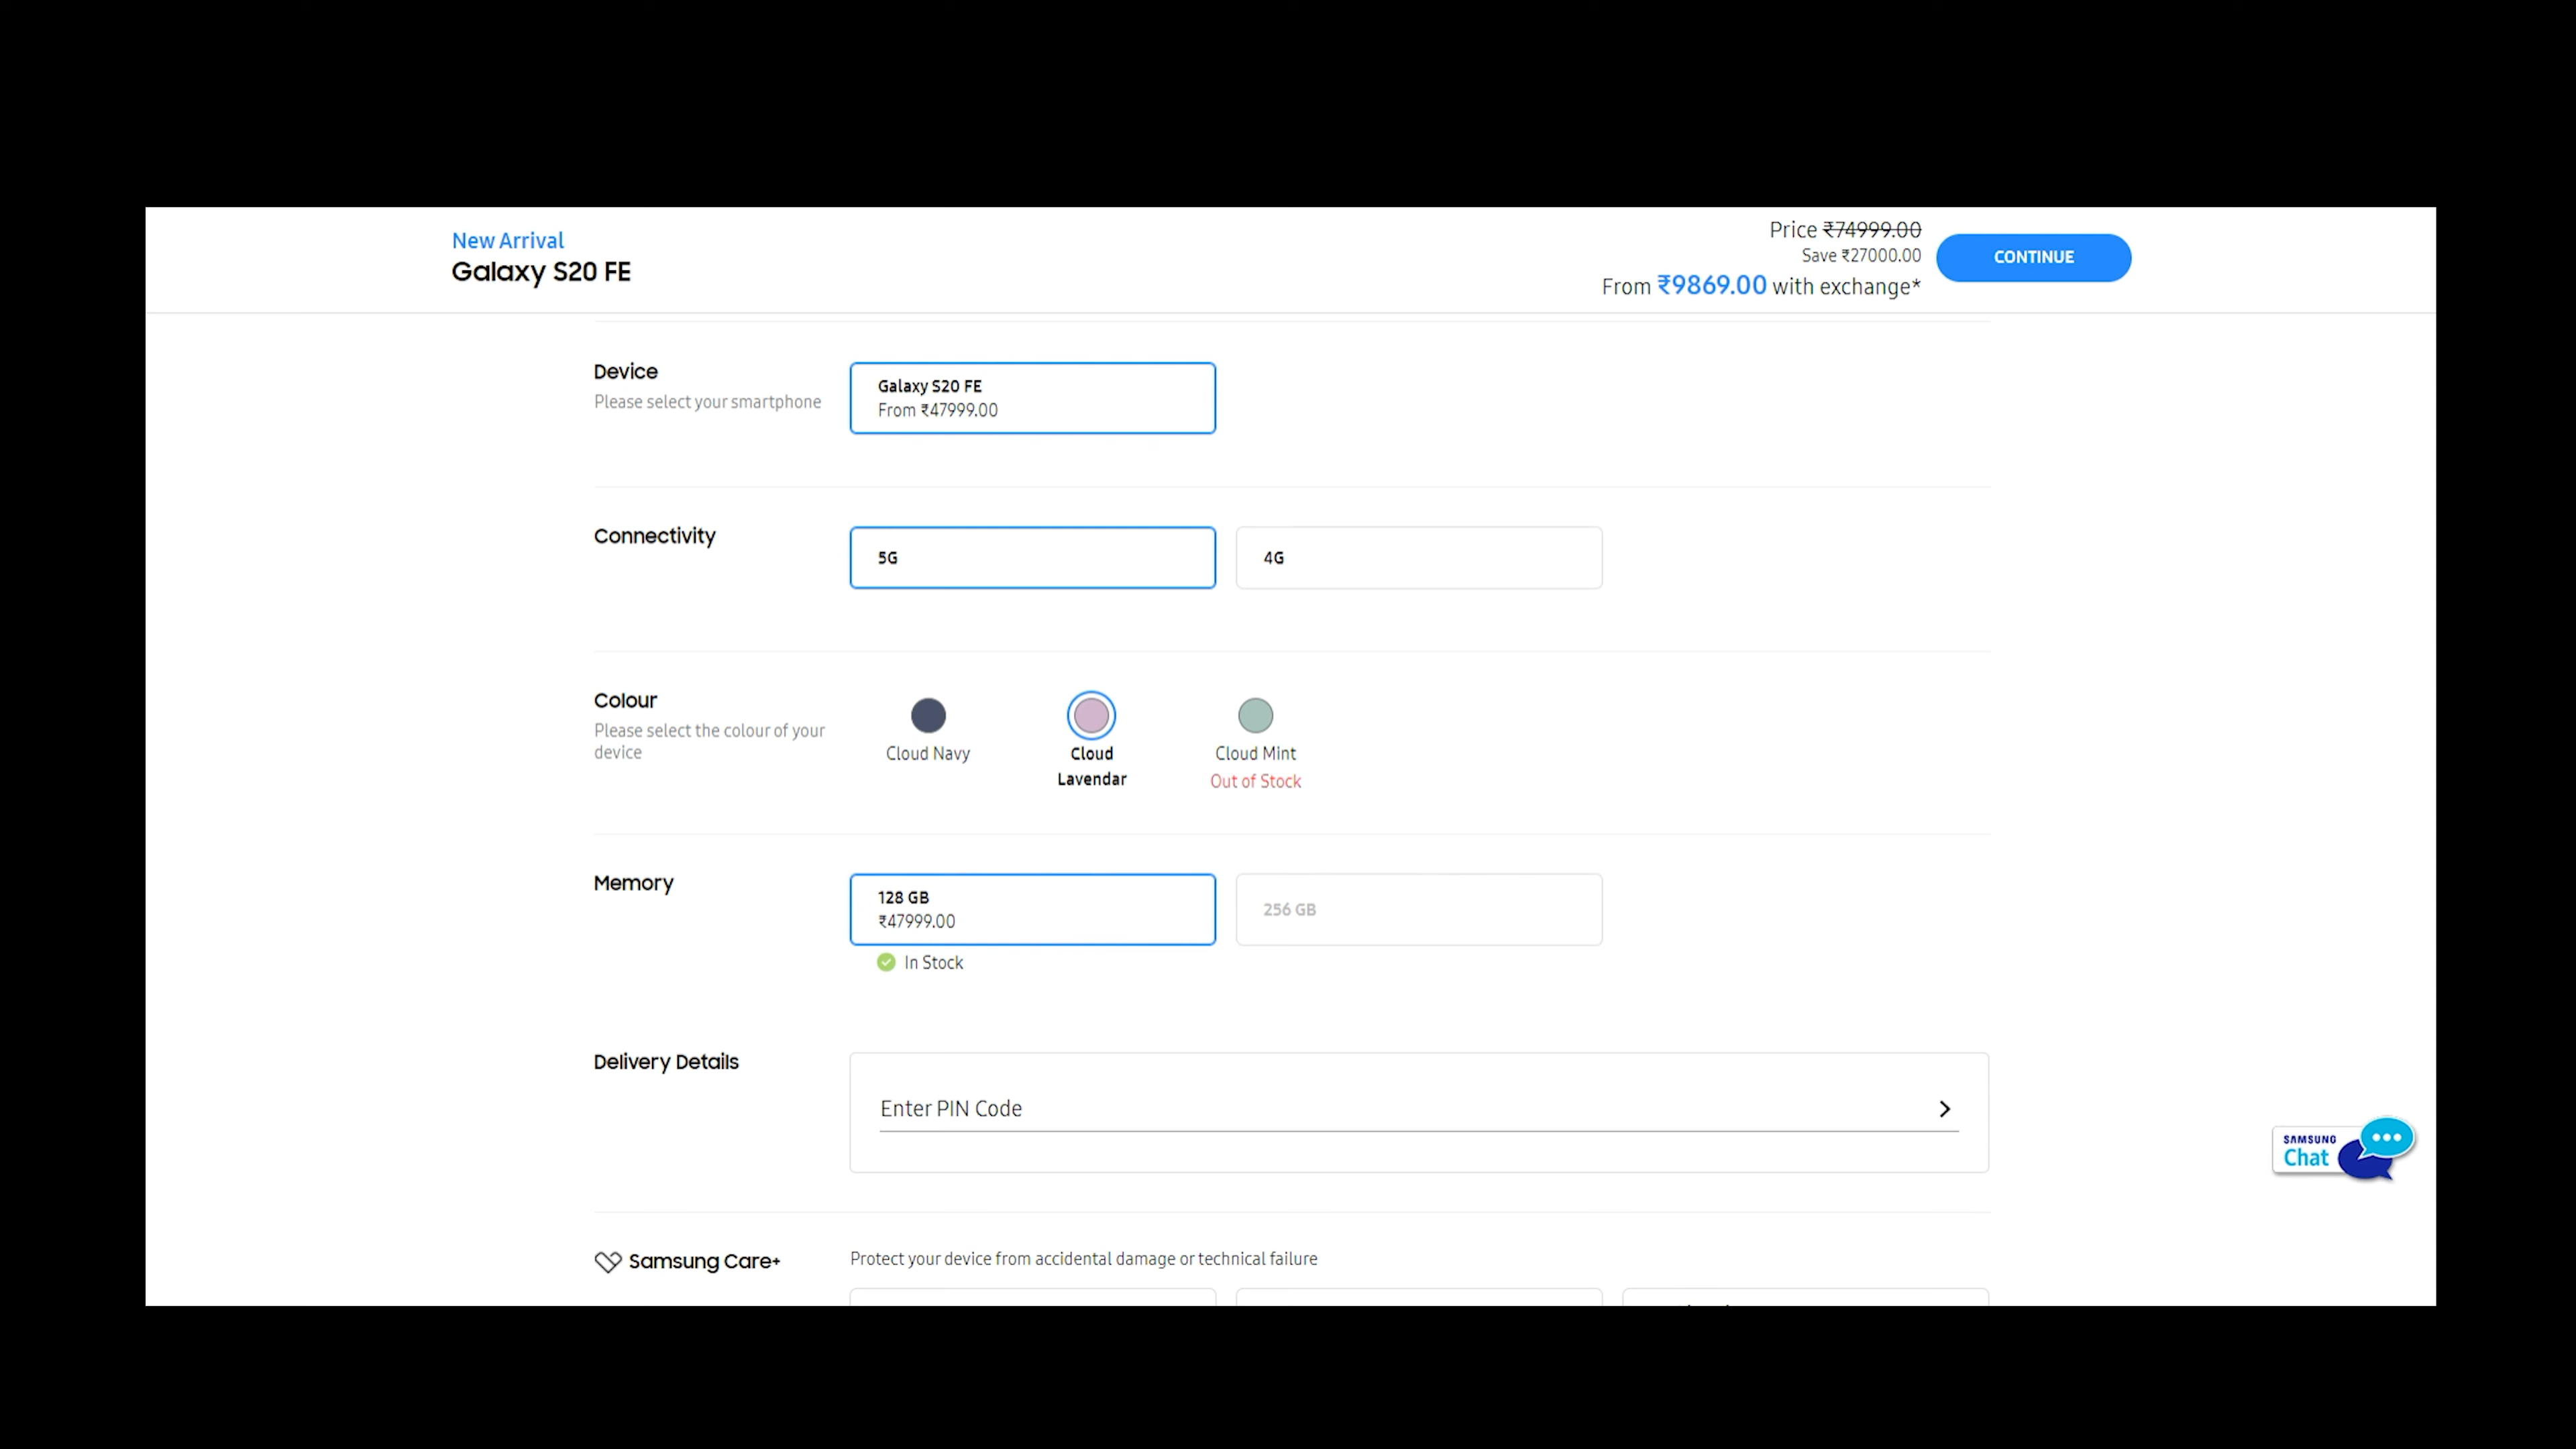 New Arrival
Galaxy S20 FE
Price ₹74999.00
Save ₹27000.00
From ₹9869.00 with exchange*
CONTINUE
Device
Please select your smartphone
Galaxy S20 FE
From ₹47999.00
Connectivity
5G
4G
Colour
Please select the colour of your
device
Cloud Navy
Cloud
Lavendar
Cloud Mint
Out of Stock
Memory
128 GB
₹47999.00
256 GB
In Stock
Delivery Details
Enter PIN Code
SAMSUNG
Chat
Samsung Care+
Protect your device from accidental damage or technical failure